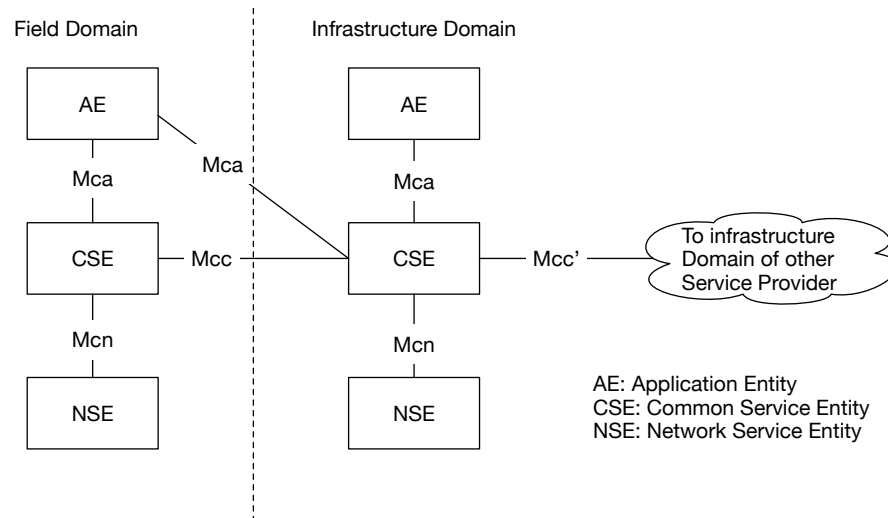 Field Domain
Infrastructure Domain
AE
AE
Mca
Mca
Mca
CSE
Mcc
CSE
Mcc'
To infrastructure
Domain of other
Service Provider
Mcn
Mcn
NSE
NSE
AE: Application Entity
CSE: Common Service Entity
NSE: Network Service Entity